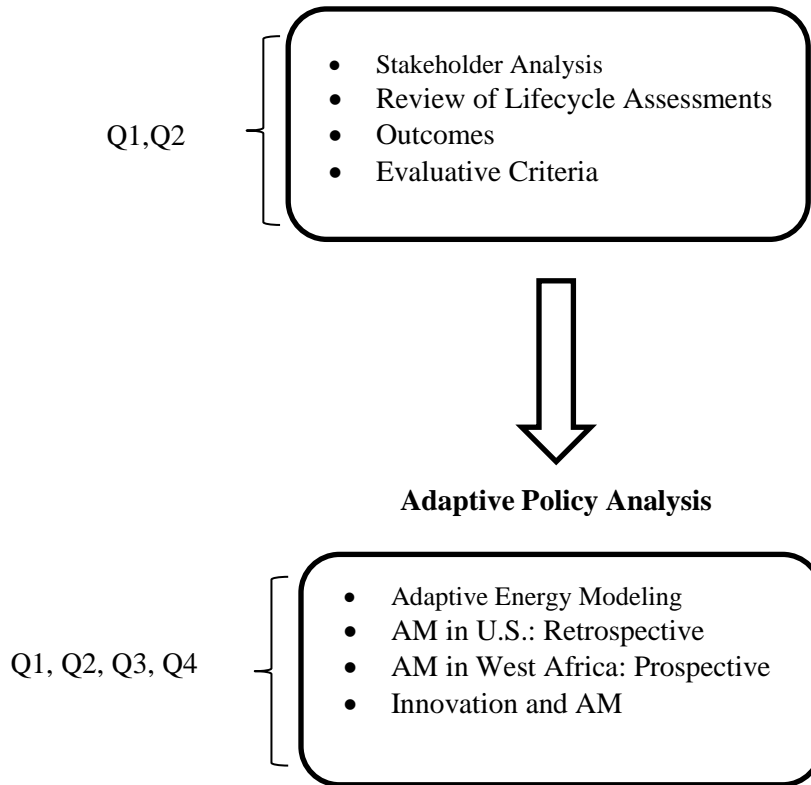 • Stakeholder Analysis
• Review of Lifecycle Assessments
Q1,Q2
• Outcomes
• Evaluative Criteria
Adaptive Policy Analysis
• Adaptive Energy Modeling
• AM in U.S.: Retrospective
Q1, Q2, Q3, Q4
• AM in West Africa: Prospective
• Innovation and AM